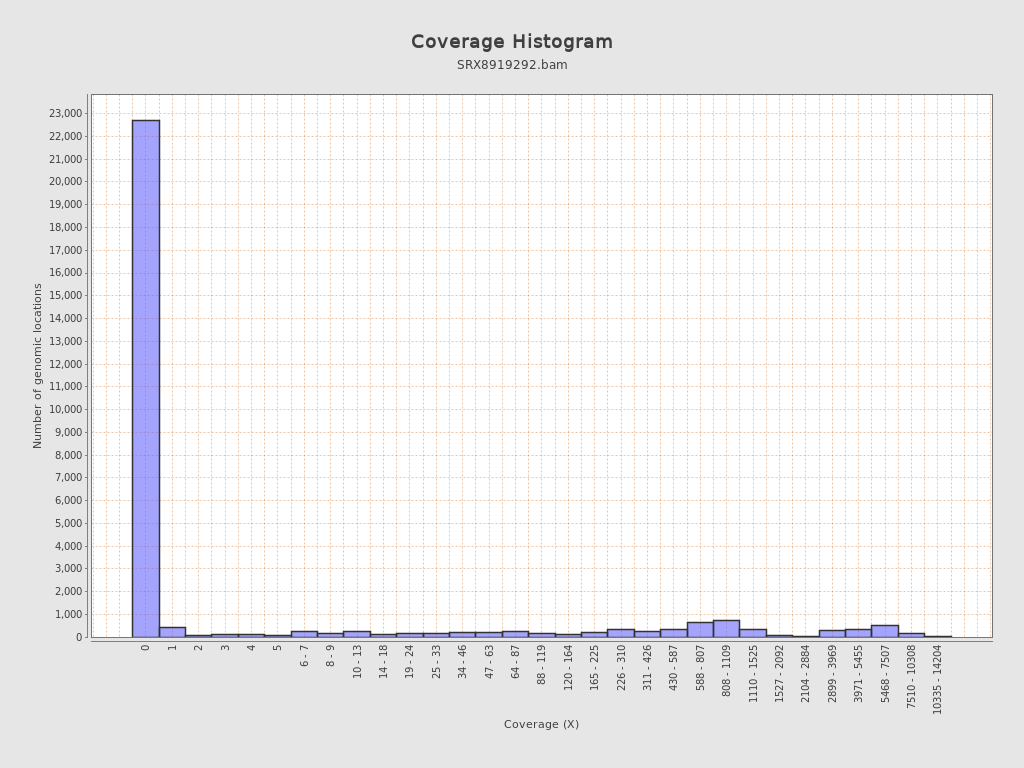 Coverage Histogram
SRX8919292.bam
Number of genomic locations
23,000
22,000
21,000
20,000
19,000
18,000
17,000
16,000
15,000
14,000
13,000
12,000
11,000
10,000
9,000
8,000
7,000
6,000
5,000
4,000
3,000
2,000
1,000
0
0
1
2
3
4
5
6 - 7
8 - 9
10 - 13
14 - 18
19 - 24
25 - 33
34 - 46
47 - 63
64 - 87
88 - 119
120 - 164
165 - 225
226 - 310
311 - 426
430 - 587
588 - 807
808 - 1109
1110 - 1525
1527 - 2092
2104 - 2884
2899 - 3969
3971 - 5455
5468 - 7507
7510 - 10308
10335 - 14204
Coverage (X)